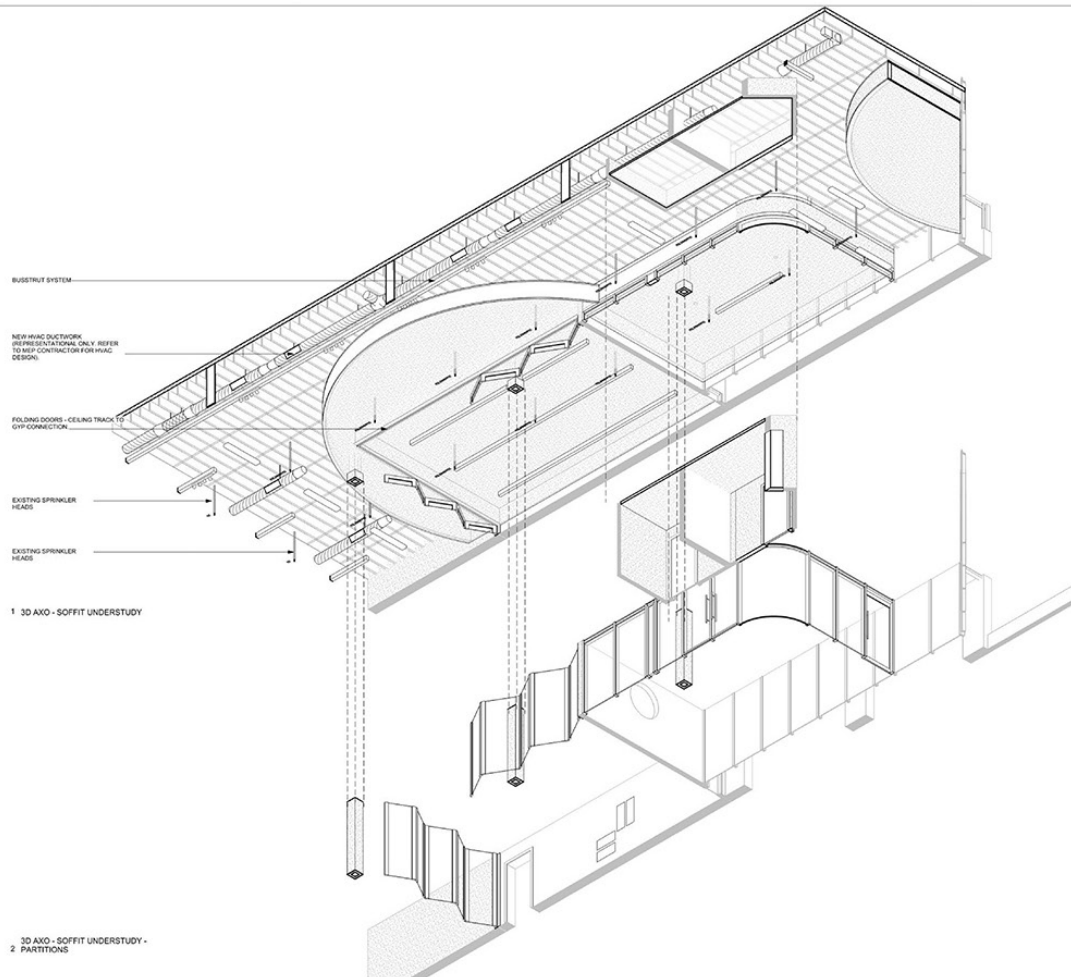 BUSSTRUT SYSTEM
NEW HVAC DUCTWORK
(REPRESENTATIONAL ONLY. REFER
TO MEP CONTRACTOR FOR HVAC
DESIGN).
FOLDING DOORS - CEILING TRACK TO
GYP CONNECTION
EXISTING SPRINKLER
HEADS
EXISTING SPRINKLER
HEADS
1 3D AXO - SOFFIT UNDERSTUDY
3D AXO - SOFFIT UNDERSTUDY -
2 PARTITIONS